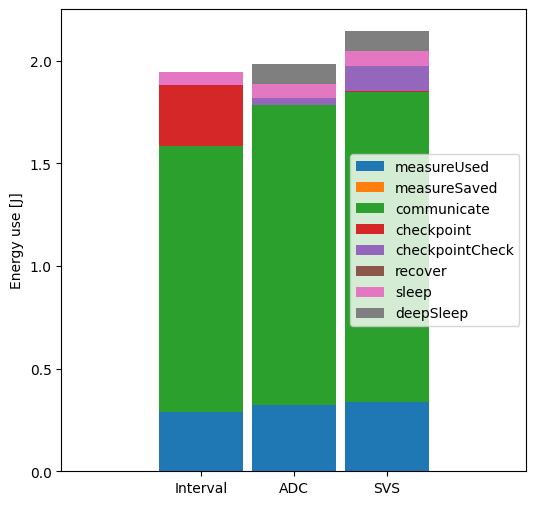 Energy use [J]
2.0
1.5
1.0
0.5
0.0
measureUsed
measureSaved
communicate
checkpoint
checkpointCheck
recover
sleep
deepSleep
Interval ADC SVS